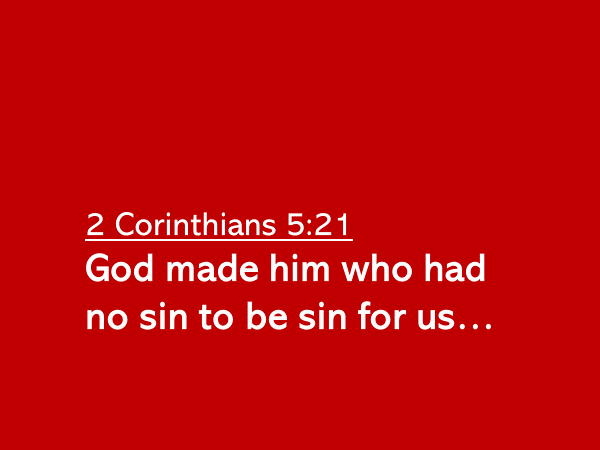 2 Corinthians 5:21
God made him who had
no sin to be sin for us…